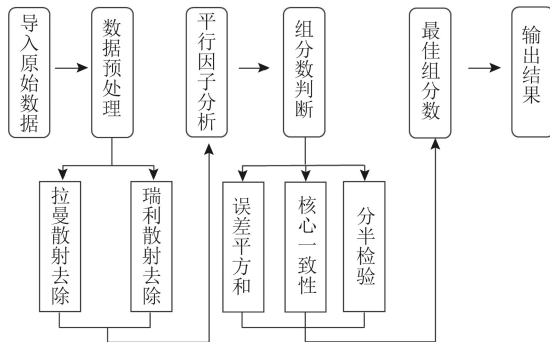 导入原始数据
数据预处理
平行因子分析
组分数判断
最佳组分数
输出结果
拉曼散射去除
瑞利散射去除
误差平方和
核心一致性
分半检验